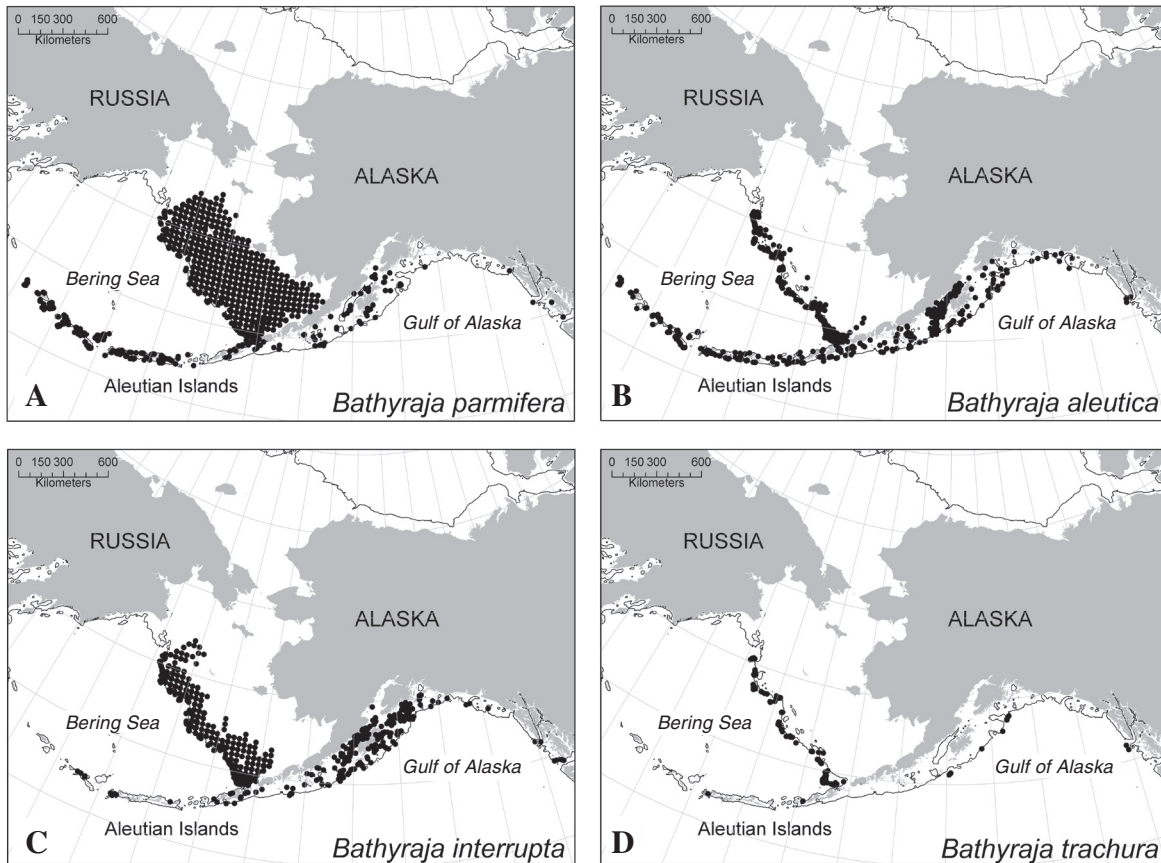 0 150 300 600
Kilometers
RUSSIA
ALASKA
Bering Sea
Gulf of Alaska
Aleutian Islands
A
Bathyraja parmifera
0 150 300 600
Kilometers
RUSSIA
ALASKA
Bering Sea
Gulf of Alaska
Aleutian Islands
B
Bathyraja aleutica
0 150 300 600
Kilometers
RUSSIA
ALASKA
Bering Sea
Gulf of Alaska
Aleutian Islands
C
Bathyraja interrupta
0 150 300 600
Kilometers
RUSSIA
ALASKA
Bering Sea
Gulf of Alaska
Aleutian Islands
D
Bathyraja trachura